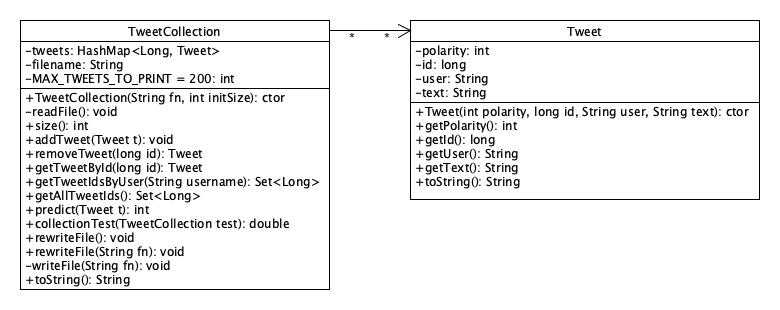 TweetCollection
-tweets: HashMap<Long, Tweet>
-filename: String
-MAX_TWEETS_TO_PRINT = 200: int
+TweetCollection(String fn, int initSize): ctor
-readFile(): void
+size(): int
+addTweet(Tweet t): void
+removeTweet(long id): Tweet
+getTweetById(long id): Tweet
+getTweetIdsByUser(String username): Set<Long>
+getAllTweetIds(): Set<Long>
+predict(Tweet t): int
+collectionTest(TweetCollection test): double
+rewriteFile(): void
+rewriteFile(String fn): void
-writeFile(String fn): void
+toString(): String
* *
Tweet
-polarity: int
-id: long
-user: String
-text: String
+Tweet(int polarity, long id, String user, String text): ctor
+getPolarity(): int
+getId(): long
+getUser(): String
+getText(): String
+toString(): String